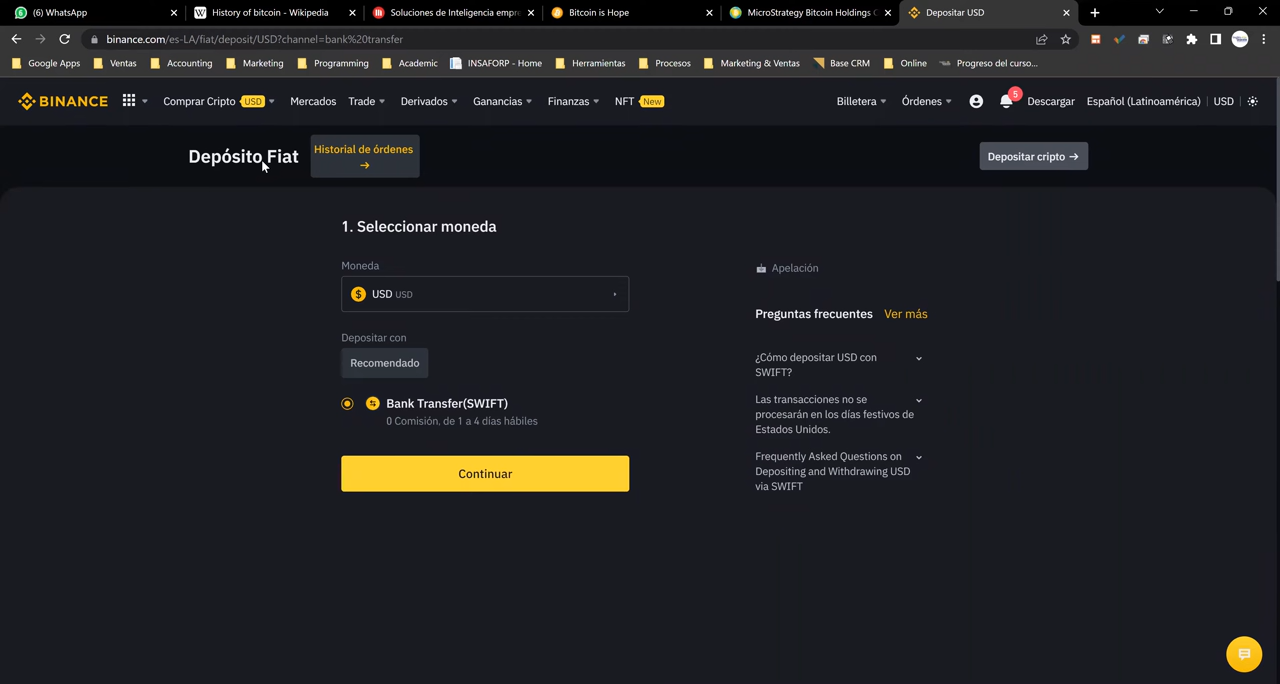 (6) WhatsApp
History of bitcoin - Wikipedia
Soluciones de Inteligencia empre
Bitcoin is Hope
MicroStrategy Bitcoin Holdings C
Depositar USD
binance.com/es-LA/fiat/deposit/USD?channel=bank%20transfer
Google Apps
Ventas
Accounting
Marketing
Programming
Academic
INSAFORP - Home
Herramientas
Procesos
Marketing & Ventas
Base CRM
Online
Progreso del curso...
BINANCE
Comprar Cripto USD
Mercados
Trade
Derivados
Ganancias
Finanzas
NFT New
Billetera
Órdenes
5
Descargar
Español (Latinoamérica)
USD
Depósito Fiat
Historial de órdenes
→
Depositar cripto →
1. Seleccionar moneda
Moneda
USD USD
Depositar con
Recomendado
Bank Transfer(SWIFT)
0 Comisión, de 1 a 4 días hábiles
Continuar
Apelación
Preguntas frecuentes Ver más
¿Cómo depositar USD con
SWIFT?
Las transacciones no se
procesarán en los días festivos de
Estados Unidos.
Frequently Asked Questions on
Depositing and Withdrawing USD
via SWIFT